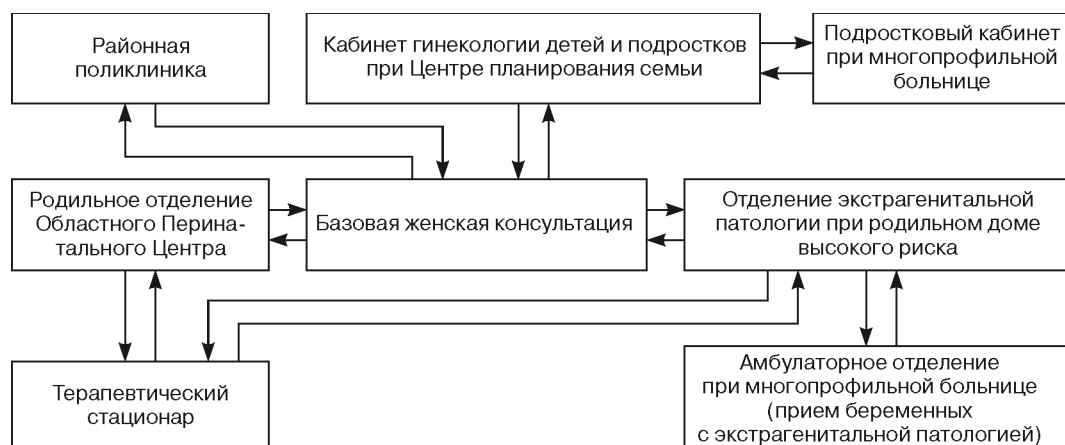 Районная
поликлиника
Кабинет гинекологии детей и подростков
при Центре планирования семьи
Подростковый кабинет
при многопрофильной
больнице
Родильное отделение
Областного Перина-
тального Центра
Базовая женская консультация
Отделение экстрагенитальной
патологии при родильном доме
высокого риска
Терапевтический
стационар
Амбулаторное отделение
при многопрофильной больнице
(прием беременных
с экстрагенитальной патологией)